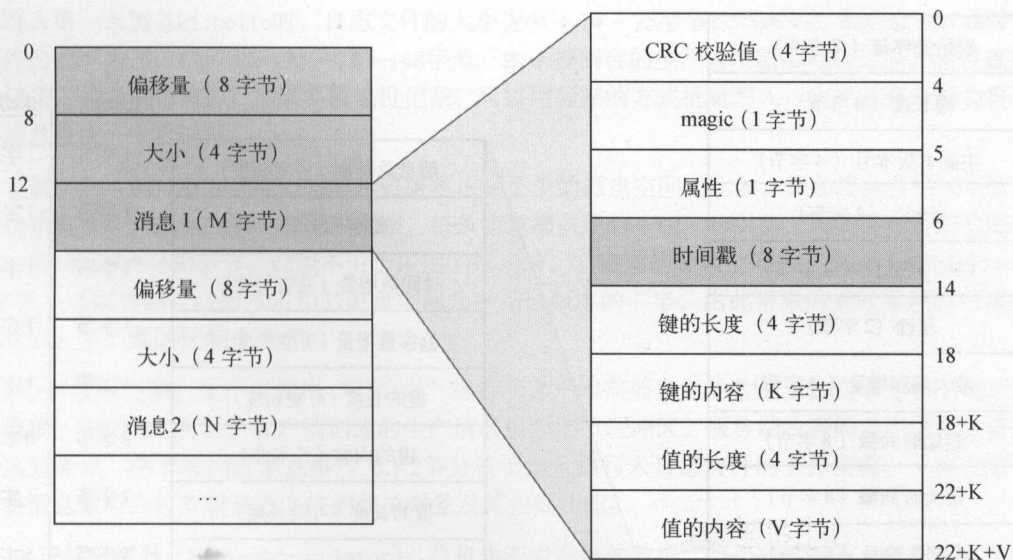 0
偏移量（8字节）
8
大小（4字节）
12
消息1（M字节）
偏移量（8字节）
大小（4字节）
消息2（N字节）
…
0
CRC 校验值（4字节）
4
magic（1字节）
5
属性（1字节）
6
时间戳（8字节）
14
键的长度（4字节）
18
键的内容（K字节）
18+K
值的长度（4字节）
22+K
值的内容（V字节）
22+K+V